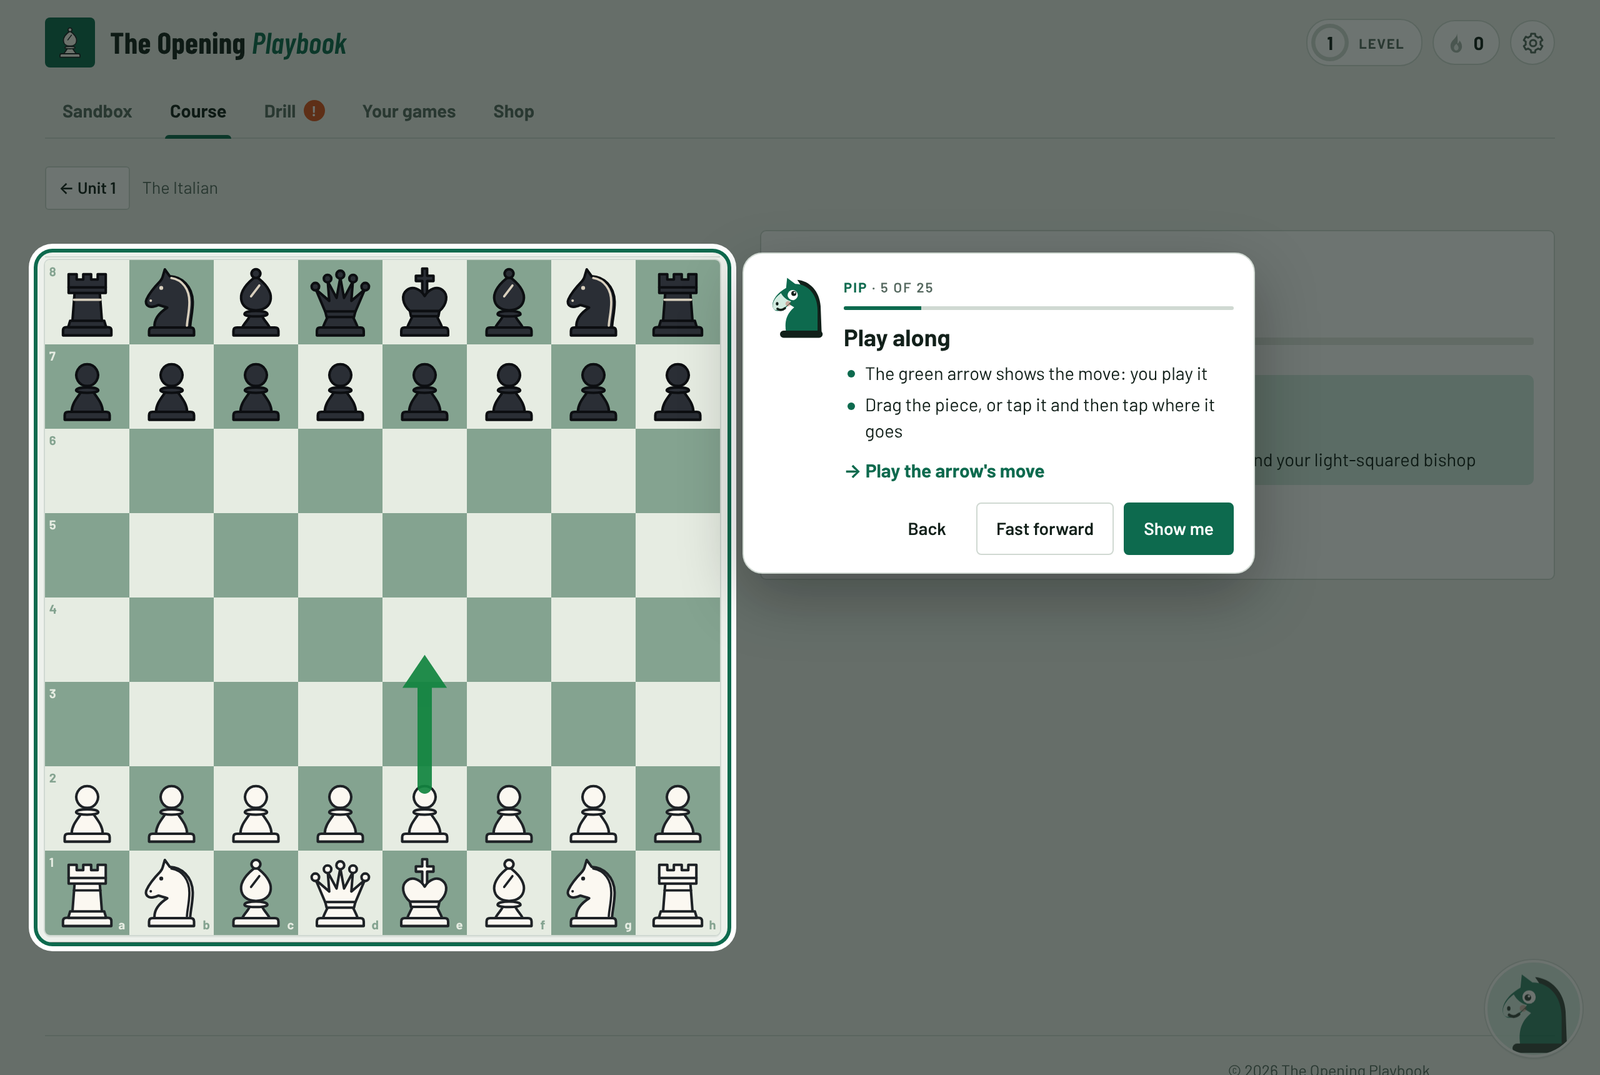 The Opening Playbook
1 LEVEL
0
Sandbox
Course
Drill !
Your games
Shop
← Unit 1
The Italian
8
7
6
5
4
3
2
1
a b c d e f g h
PIP · 5 OF 25
Play along
The green arrow shows the move: you play it
Drag the piece, or tap it and then tap where it
goes
→ Play the arrow's move
Back
Fast forward
Show me
your light-squared bishop
© 2026 The Opening Playbook